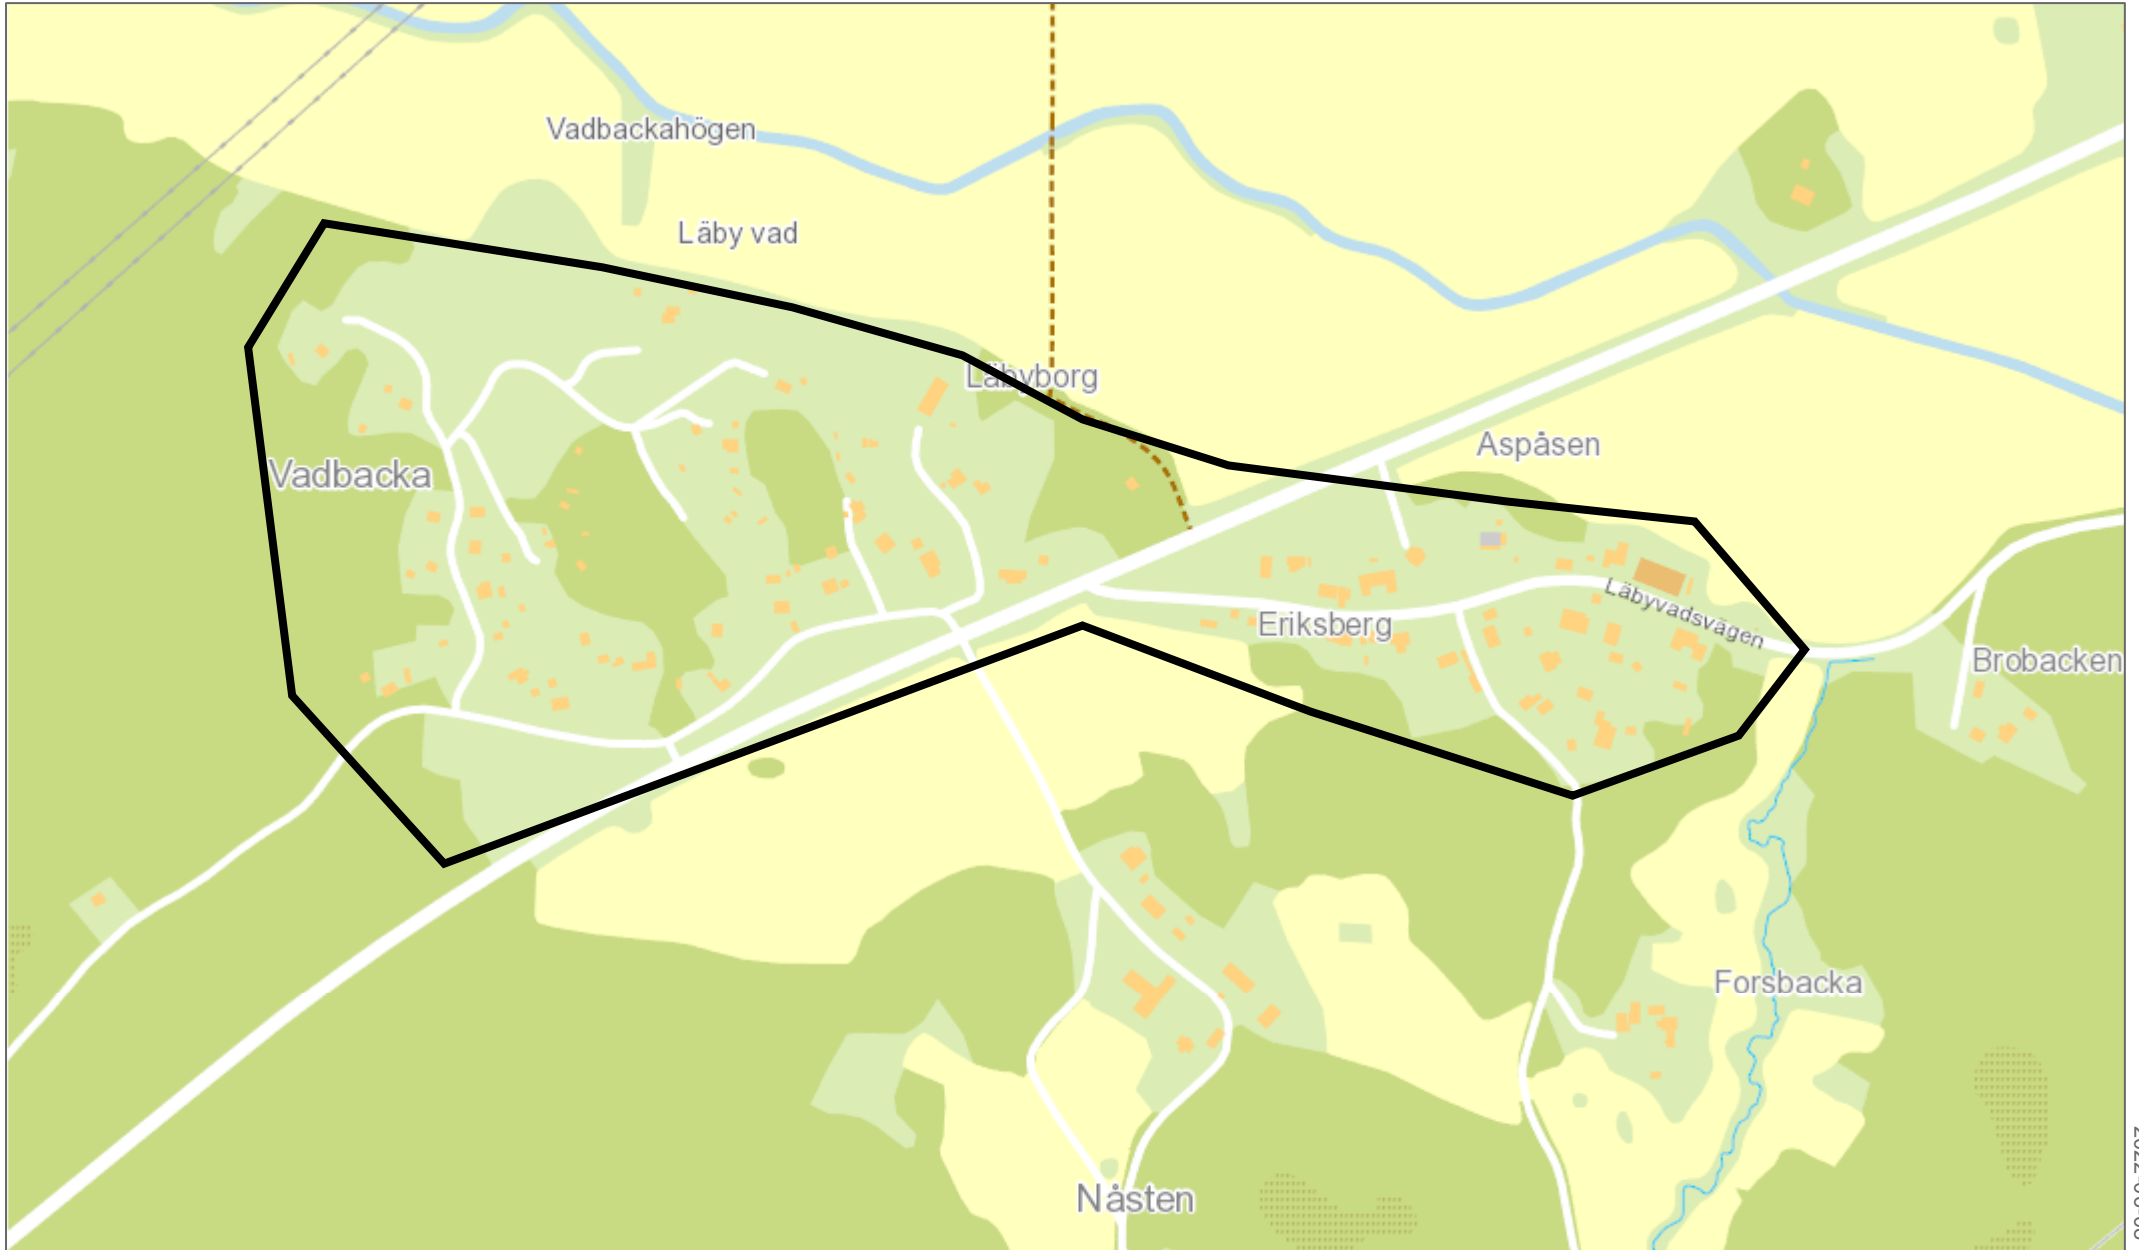 Vadbackahögen
Läby vad
Läbyborg
Aspåsen
Vadbacka
Läbyvadsvägen
Eriksberg
Brobacken
Forsbacka
Nåsten